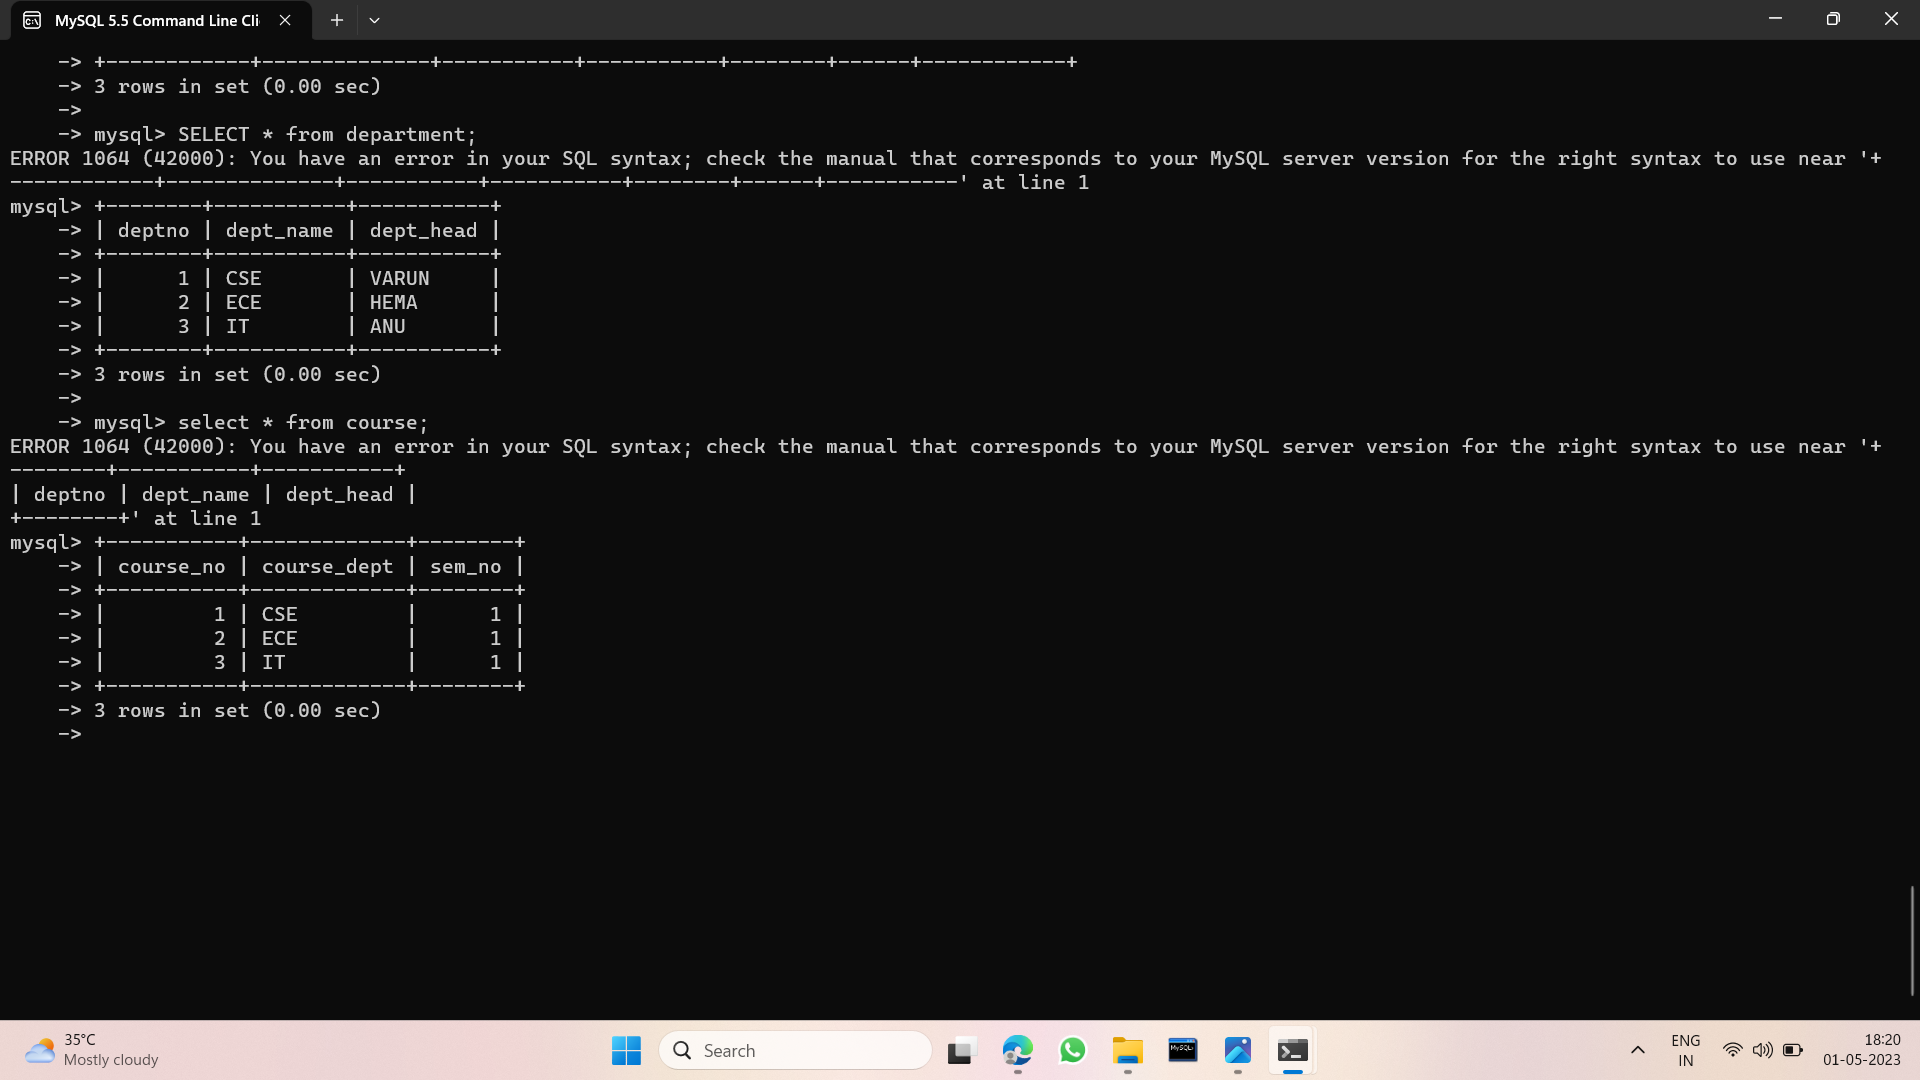 MySQL 5.5 Command Line Cli
    -> +------------+--------------+-----------+-----------+--------+------+------------+
    -> 3 rows in set (0.00 sec)
    ->
    -> mysql> SELECT * from department;
ERROR 1064 (42000): You have an error in your SQL syntax; check the manual that corresponds to your MySQL server version for the right syntax to use near '+
------------+--------------+-----------+-----------+--------+------+-----------' at line 1
mysql> +--------+-----------+-----------+
    -> | deptno | dept_name | dept_head |
    -> +--------+-----------+-----------+
    -> |      1 | CSE       | VARUN     |
    -> |      2 | ECE       | HEMA      |
    -> |      3 | IT        | ANU       |
    -> +--------+-----------+-----------+
    -> 3 rows in set (0.00 sec)
    ->
    -> mysql> select * from course;
ERROR 1064 (42000): You have an error in your SQL syntax; check the manual that corresponds to your MySQL server version for the right syntax to use near '+
--------+-----------+-----------+
| deptno | dept_name | dept_head |
+--------+' at line 1
mysql> +-----------+-------------+--------+
    -> | course_no | course_dept | sem_no |
    -> +-----------+-------------+--------+
    -> |         1 | CSE         |      1 |
    -> |         2 | ECE         |      1 |
    -> |         3 | IT          |      1 |
    -> +-----------+-------------+--------+
    -> 3 rows in set (0.00 sec)
    ->
35°C
Mostly cloudy
Search
MySQL
ENG
IN
18:20
01-05-2023